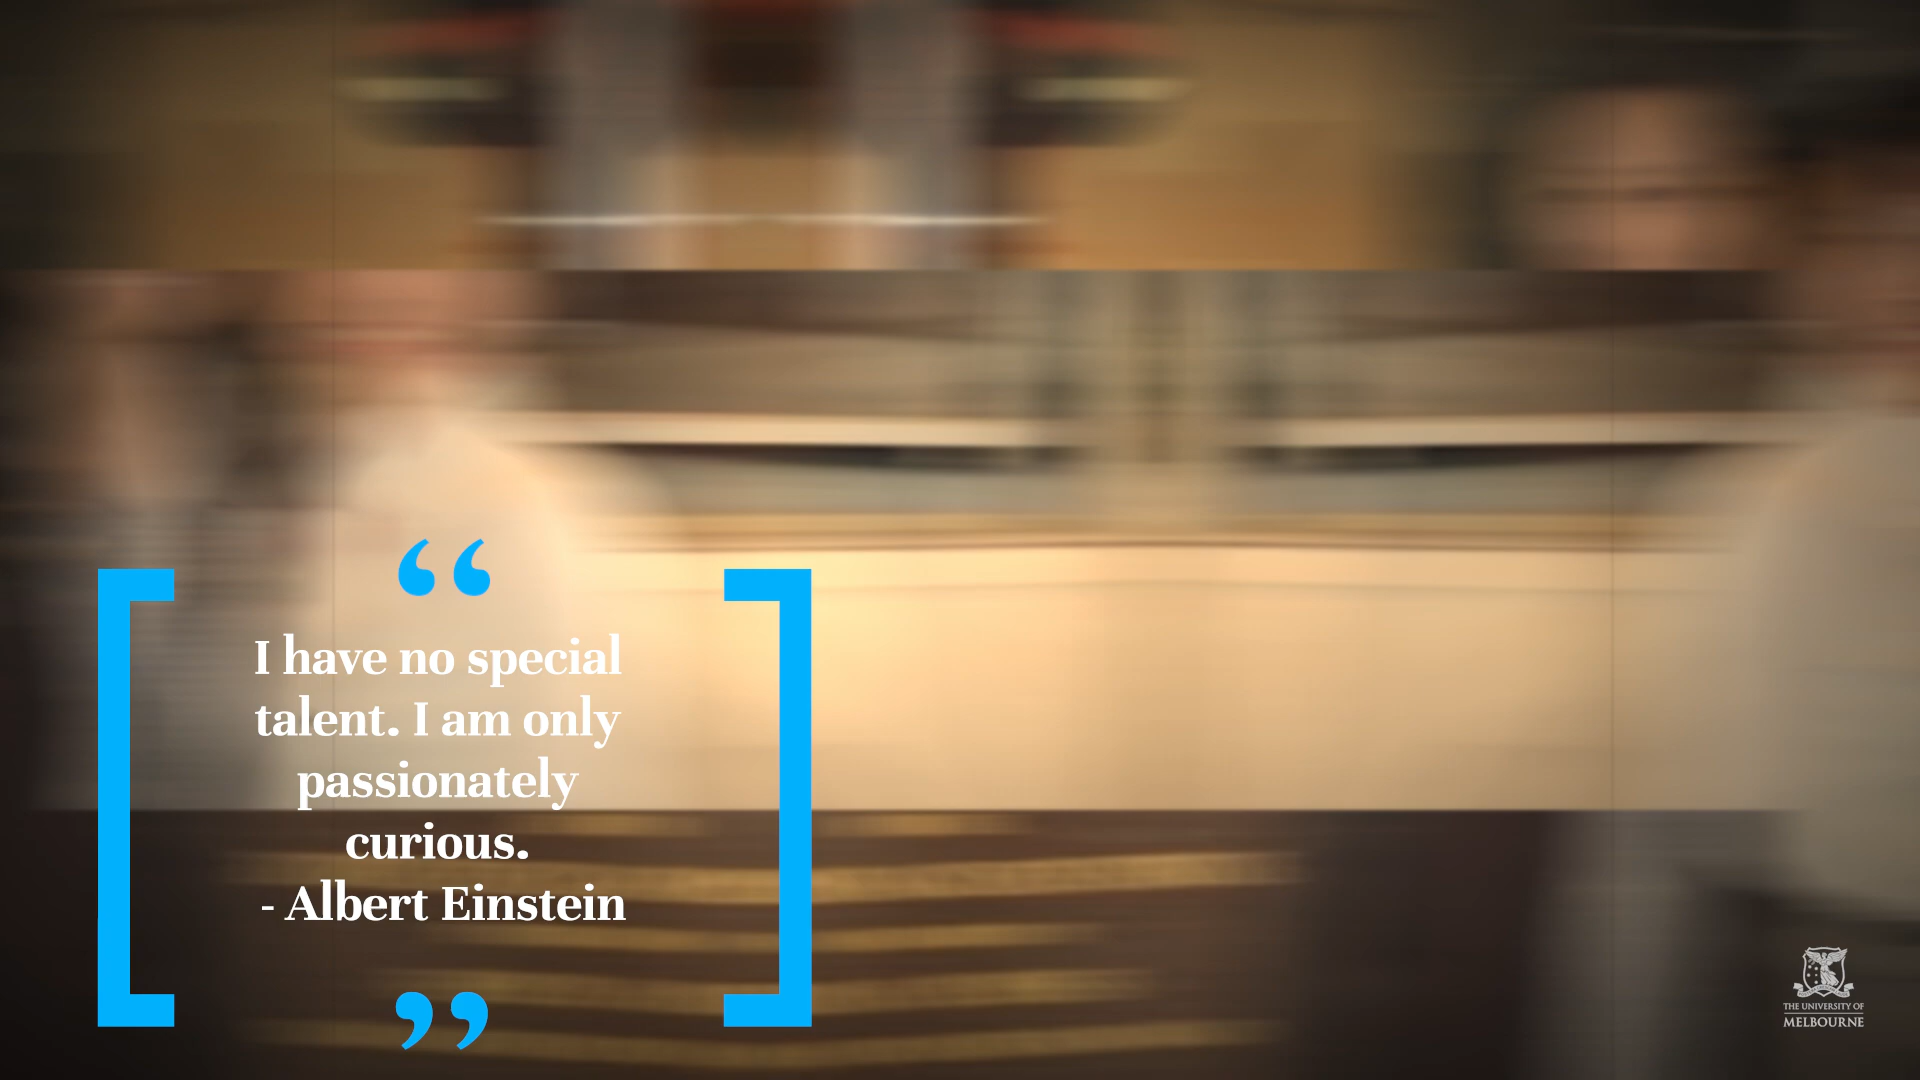 “
I have no special
talent. I am only
passionately
curious.
- Albert Einstein
”
THE UNIVERSITY OF
MELBOURNE